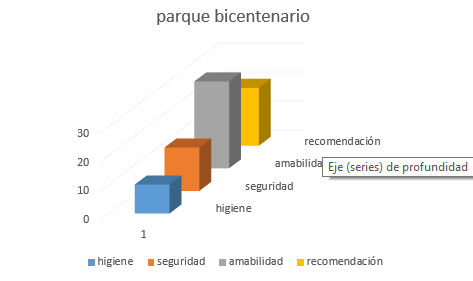 parque bicentenario
30
20
10
0
1
recomendación
amabilida
seguridad
higiene
Eje (series) de profundidad
higiene seguridad amabilidad recomendación